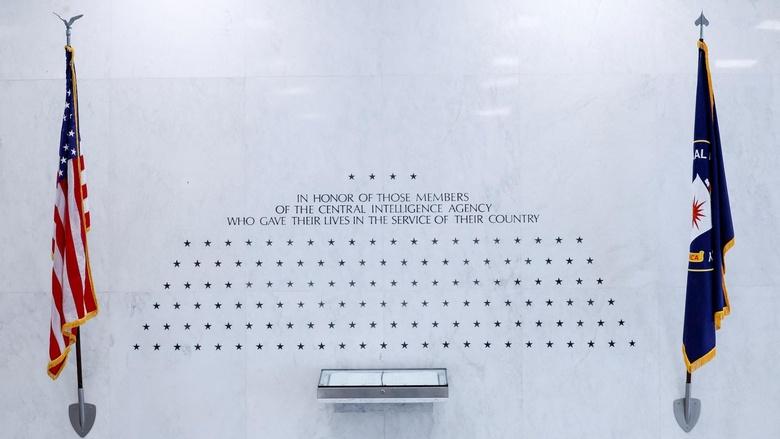 IN HONOR OF THOSE MEMBERS
OF THE CENTRAL INTELLIGENCE AGENCY
WHO GAVE THEIR LIVES IN THE SERVICE OF THEIR COUNTRY